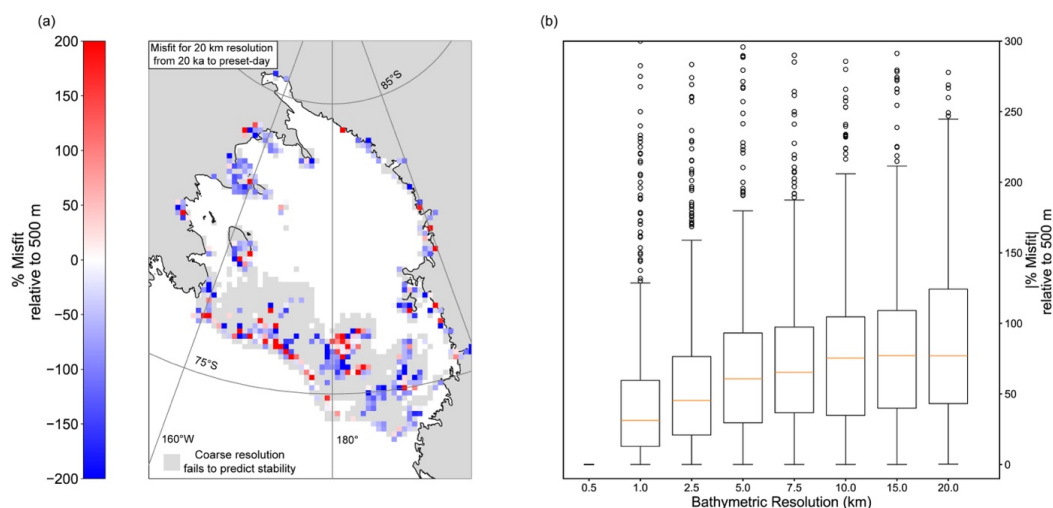 (a)
Misfit for 20 km resolution
from 20 ka to preset-day
85°S
75°S
160°W
180°
Coarse resolution
fails to predict stability
200
150
100
50
0
−50
−100
−150
−200
% Misfit
relative to 500 m
(b)
300
250
200
150
100
50
0
|% Misfit|
relative to 500 m
0.5 1.0 2.5 5.0 7.5 10.0 15.0 20.0
Bathymetric Resolution (km)